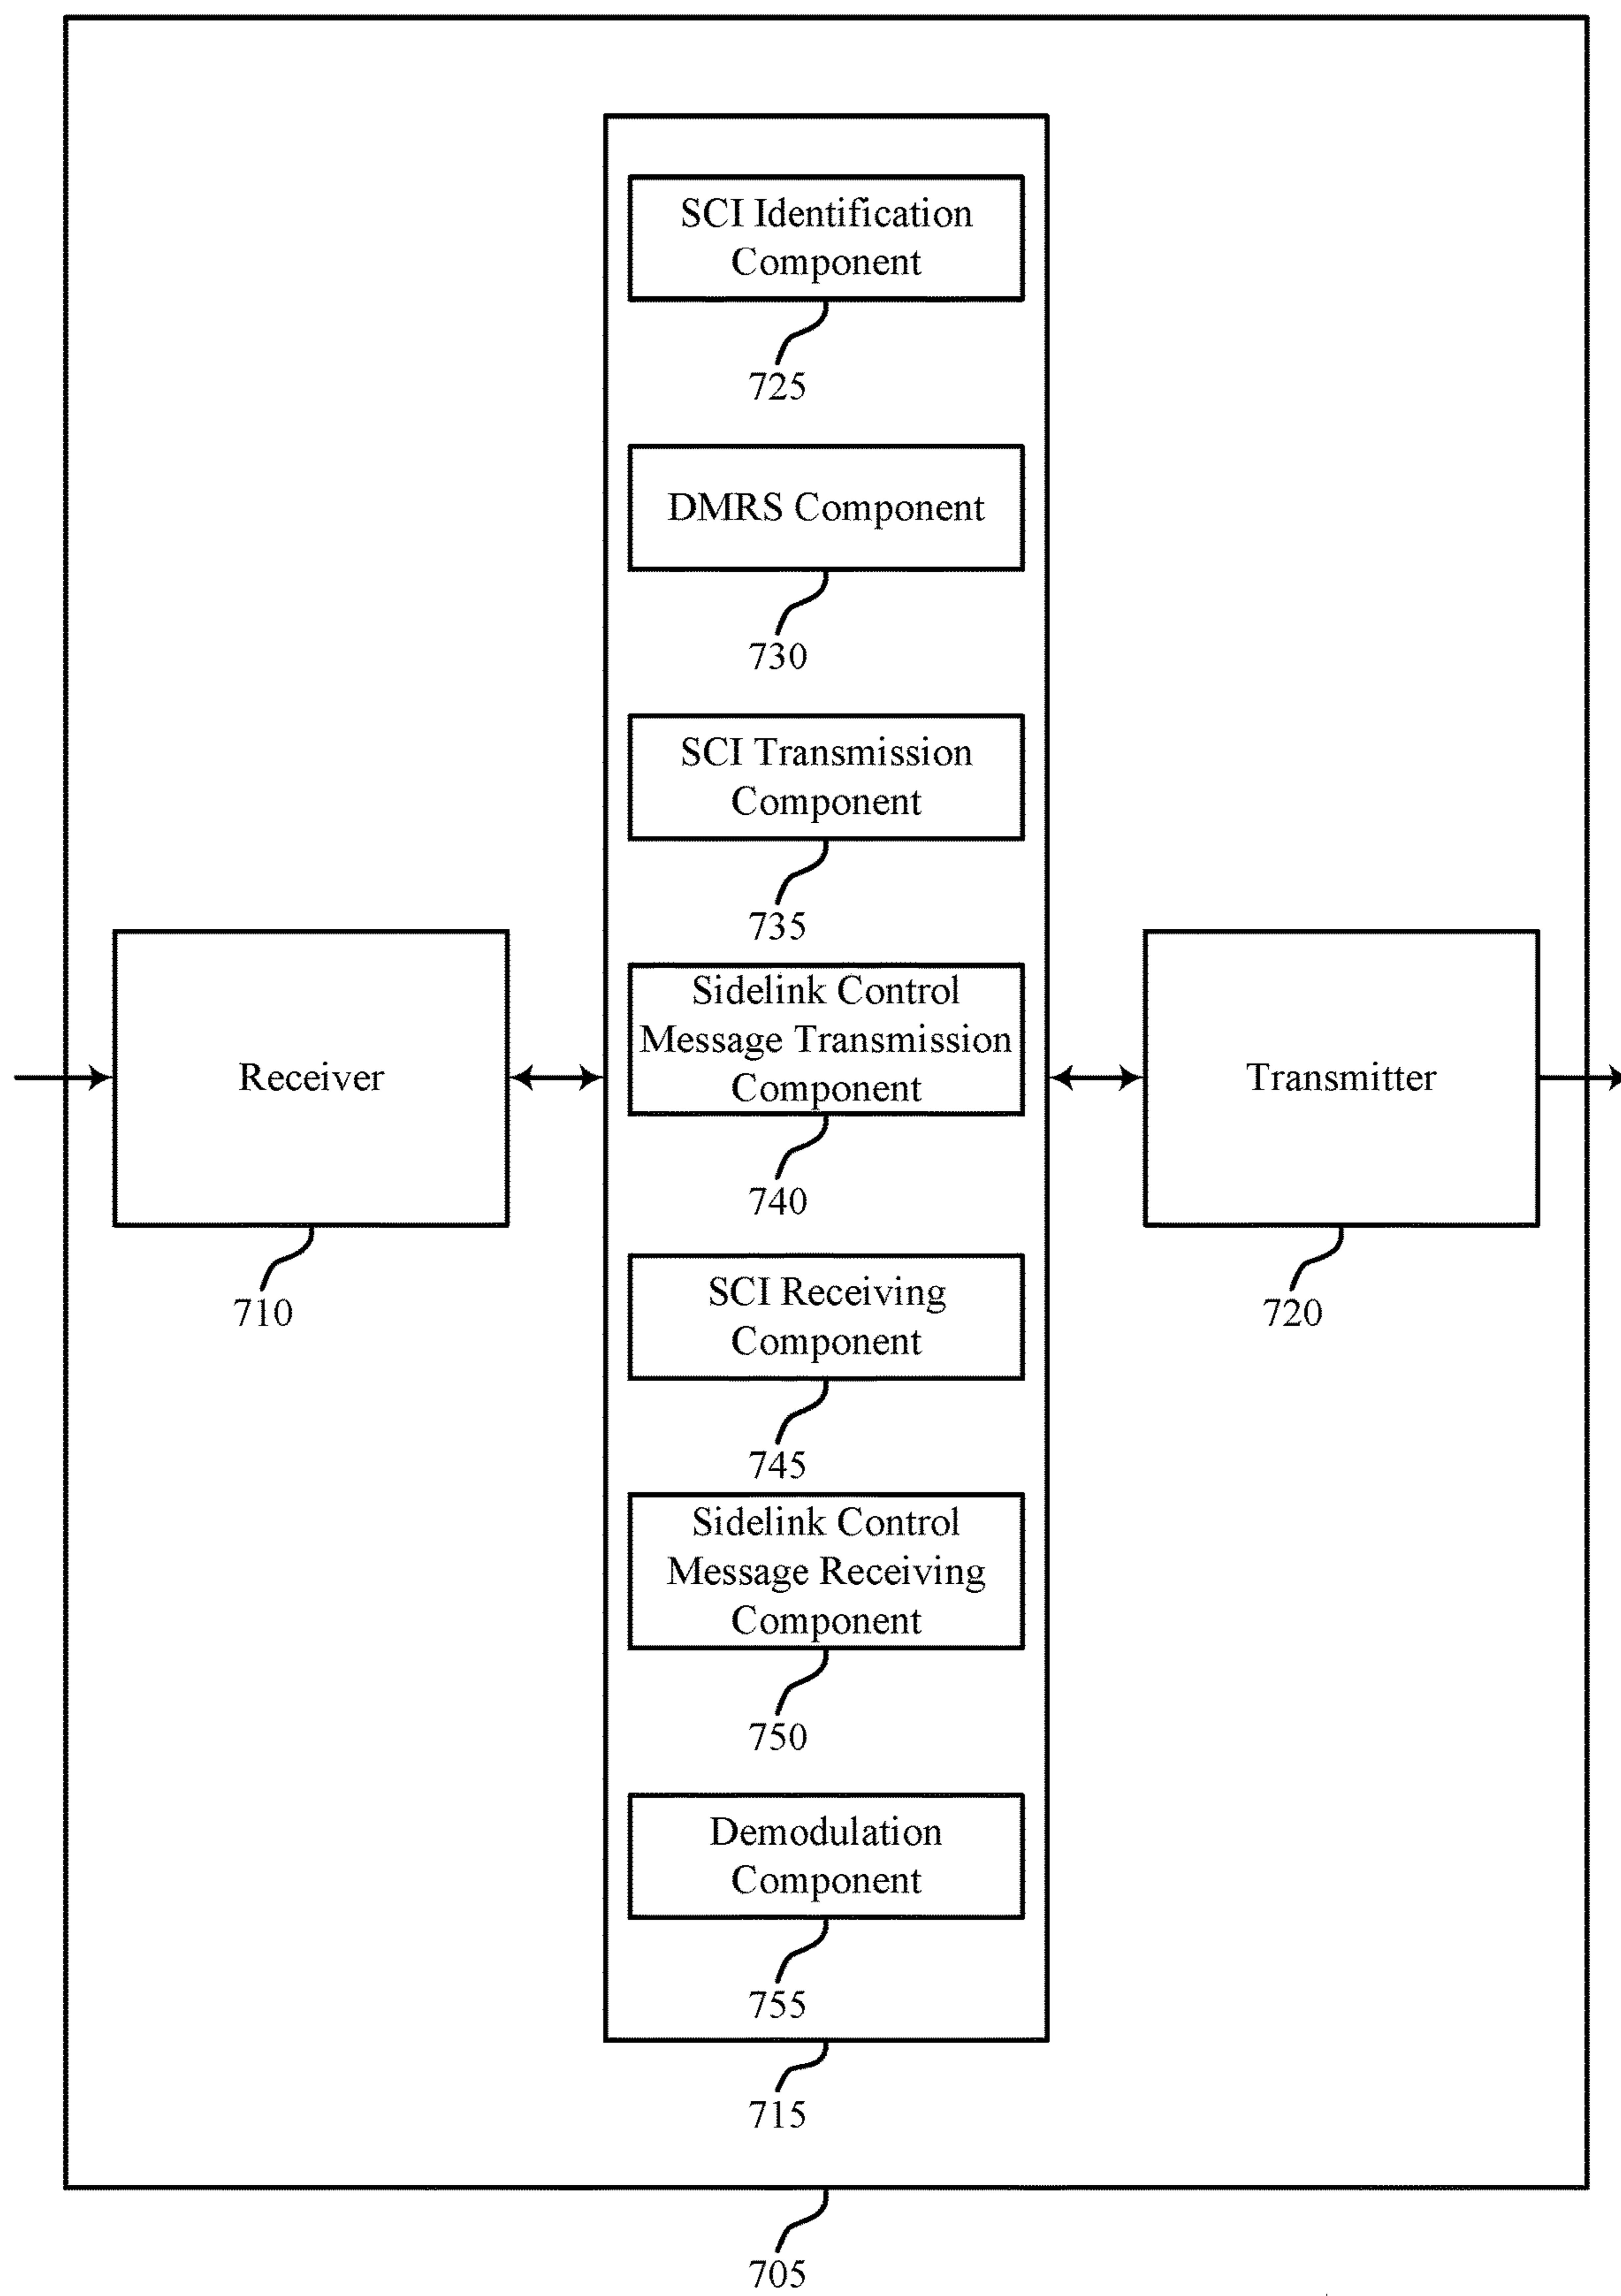 SCI Identification
Component
725
DMRS Component
730
SCI Transmission
Component
735
Sidelink Control
Message Transmission
Component
740
Receiver
710
Transmitter
720
SCI Receiving
Component
745
Sidelink Control
Message Receiving
Component
750
Demodulation
Component
755
715
705